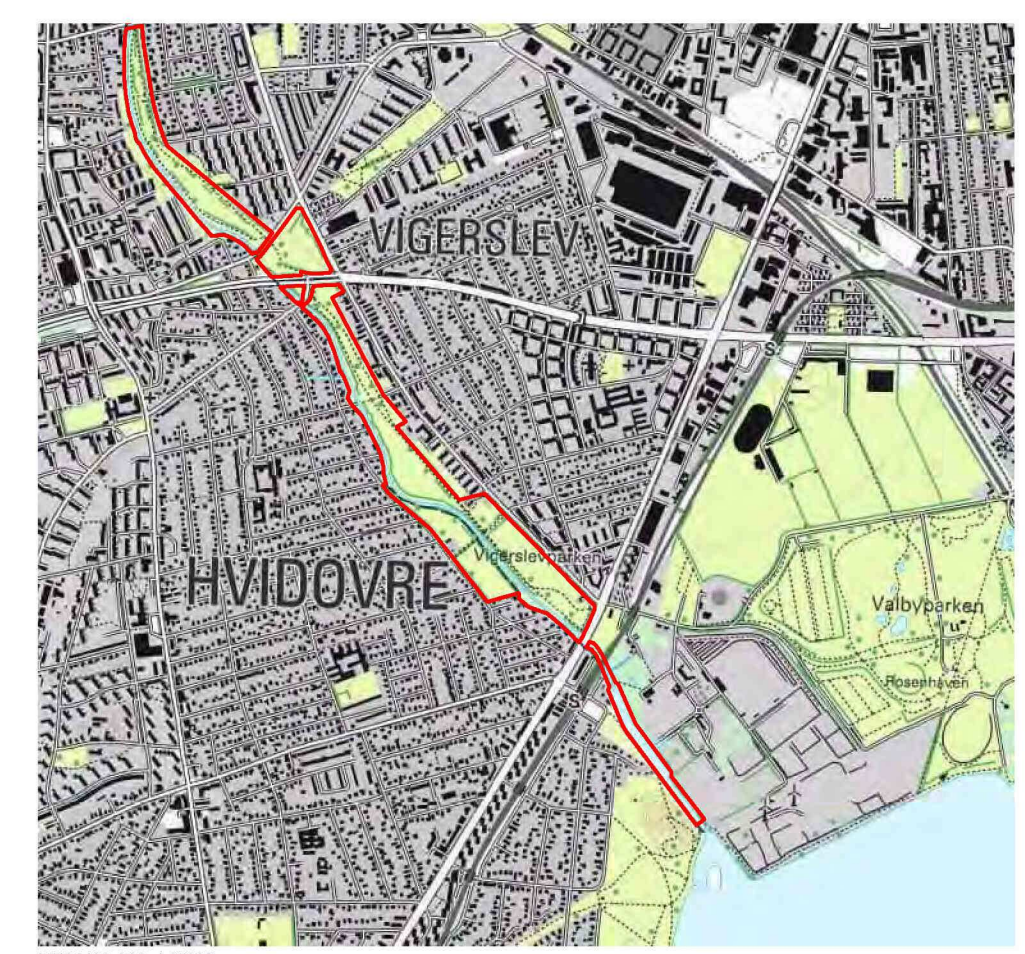 VIGERSLEV
S
Vigerslevparken
HVIDOVRE
Valbyparken
Rosenhaven
S